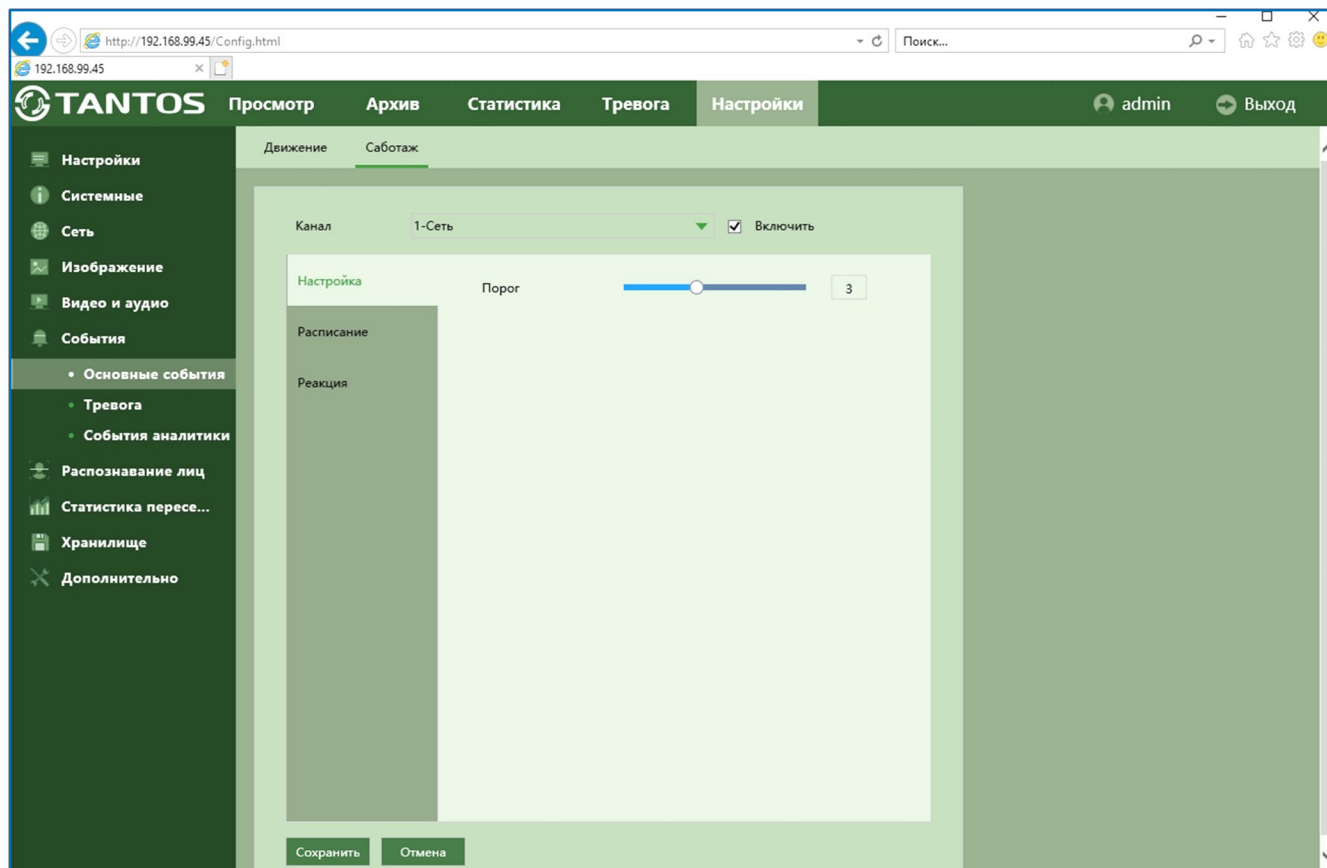 http://192.168.99.45/Config.html
Поиск...
192.168.99.45
TANTOS
Просмотр
Архив
Статистика
Тревога
Настройки
admin
Выход
Настройки
Системные
Сеть
Изображение
Видео и аудио
События
• Основные события
• Тревога
• События аналитики
Распознавание лиц
Статистика пересе...
Хранилище
Дополнительно
Движение
Саботаж
Канал
1-Сеть
Включить
Настройка
Расписание
Реакция
Порог
3
Сохранить
Отмена